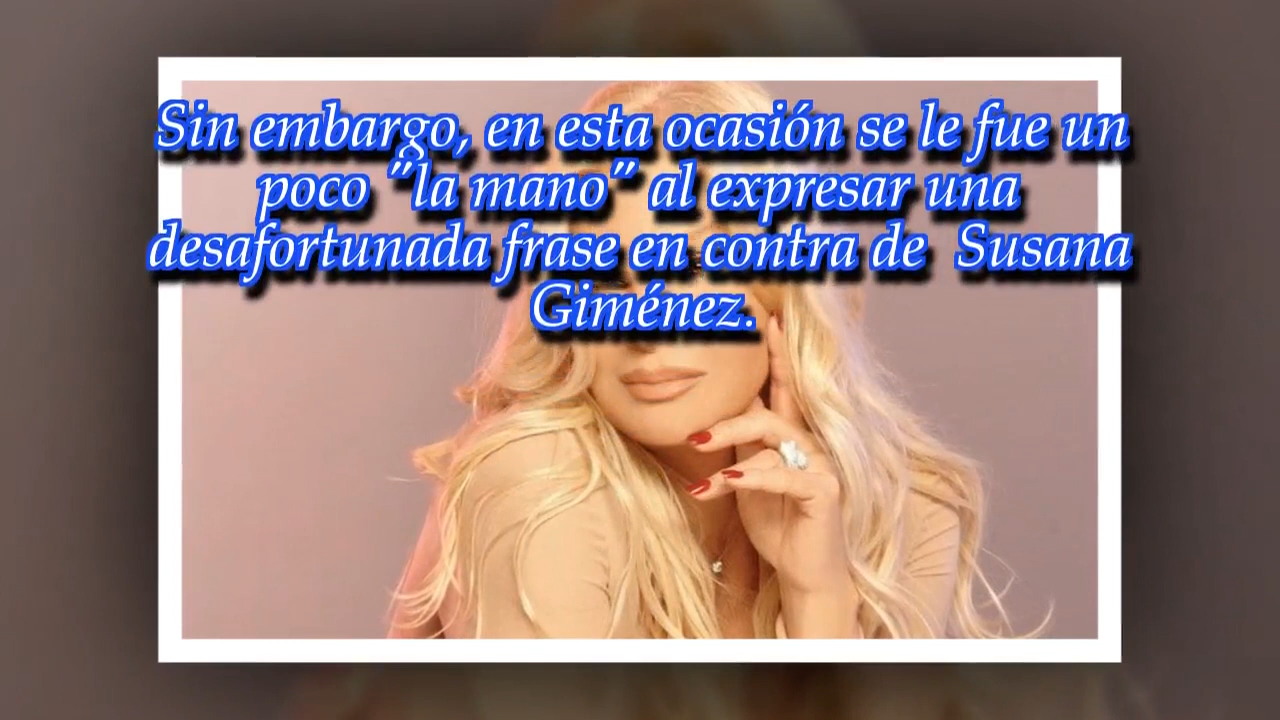 Sin embargo, en esta ocasión se le fue un
poco "la mano" al expresar una
desafortunada frase en contra de  Susana
Giménez.